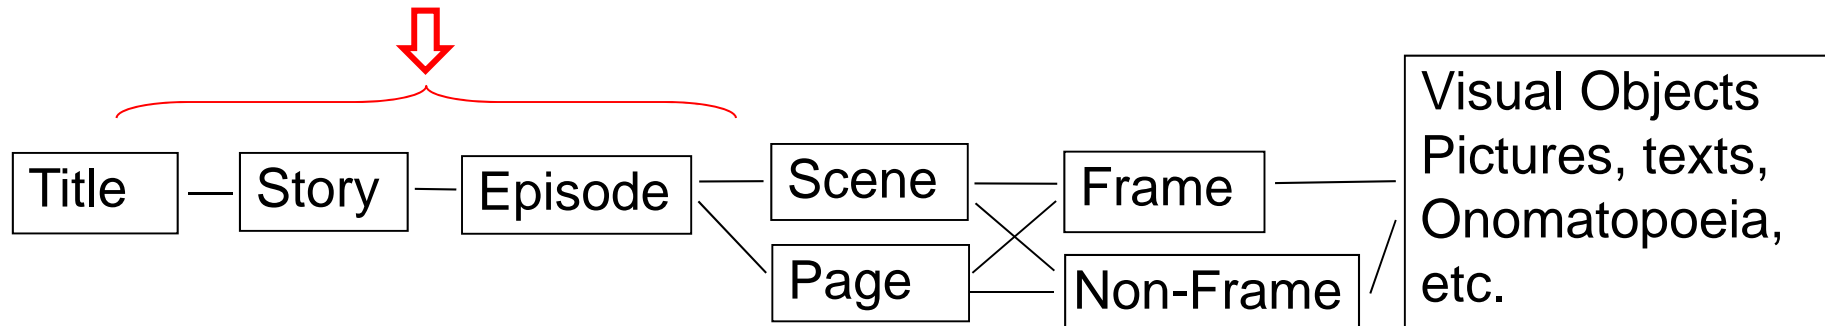 Title
Story
Episode
Scene
Page
Frame
Non-Frame
Visual Objects
Pictures, texts,
Onomatopoeia,
etc.